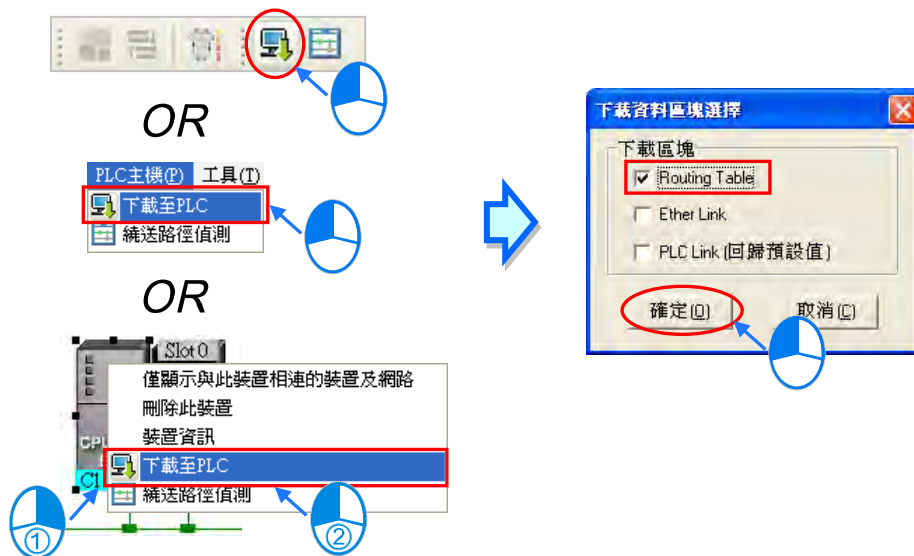 OR
PLC主機(P) 工具(T)
下載至PLC
繞送路徑偵測
OR
Slot 0
CPU
C1
僅顯示與此裝置相連的裝置及網路
刪除此裝置
裝置資訊
下載至PLC
繞送路徑偵測
① ②
下載資料區塊選擇
下載區塊
Routing Table
Ether Link
PLC Link (回歸預設值)
確定(O) 取消(C)